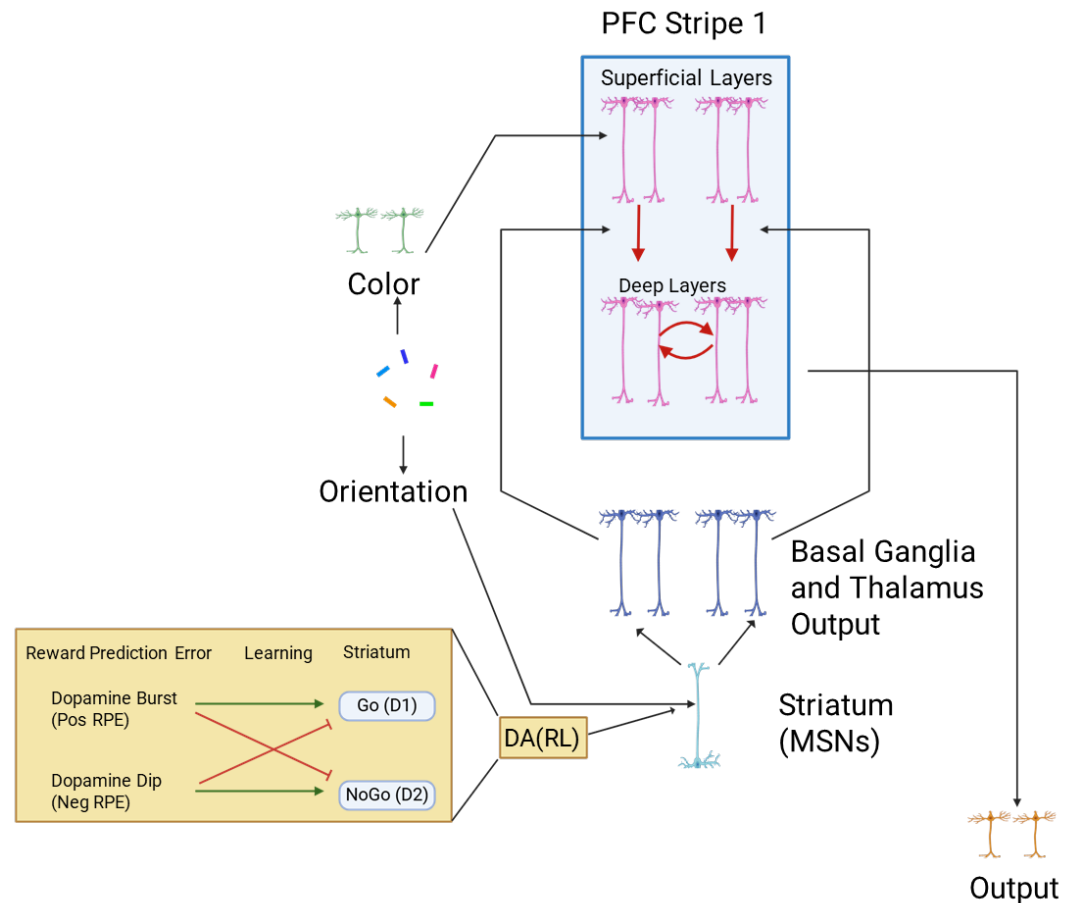 PFC Stripe 1
Superficial Layers
Color
Deep Layers
Orientation
Basal Ganglia
and Thalamus
Output
Reward Prediction Error
Learning
Striatum
Dopamine Burst
(Pos RPE)
Go (D1)
Dopamine Dip
(Neg RPE)
NoGo (D2)
DA(RL)
Striatum
(MSNs)
Output